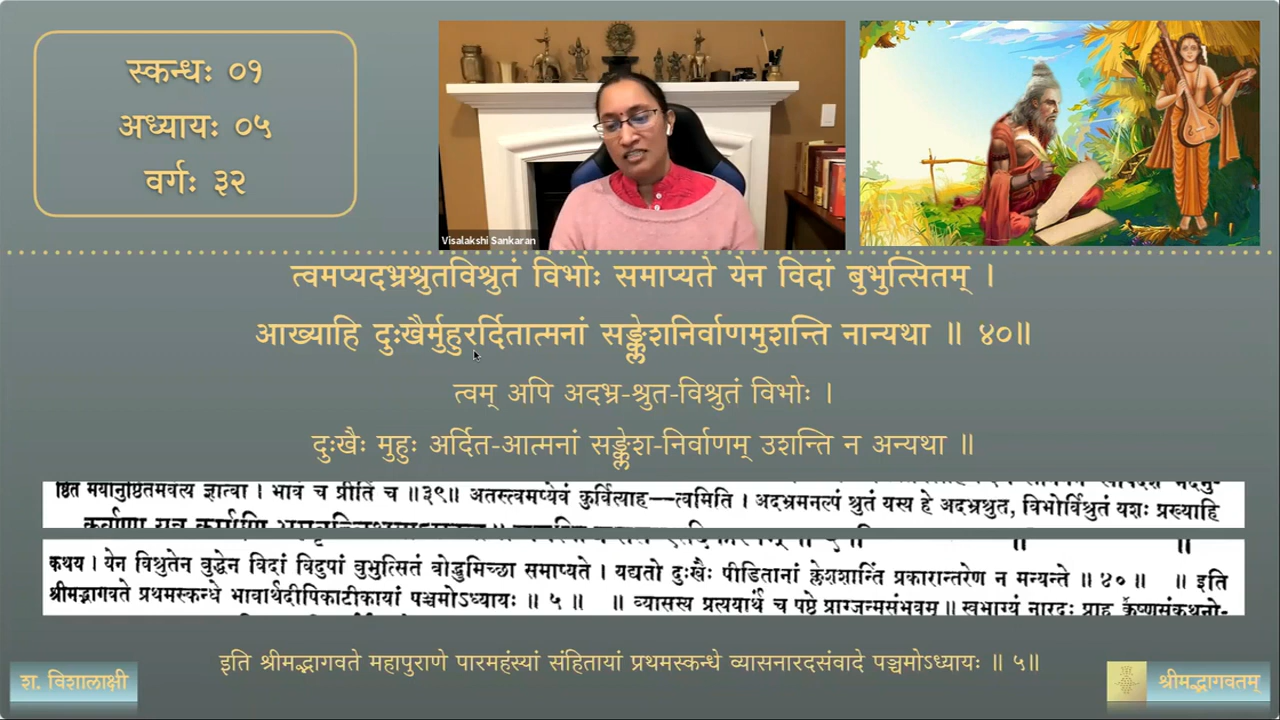 स्कन्धः ०१
अध्यायः ०५
वर्गः ३२
Visalakshi Sankaran
त्वमप्यदभ्रश्रुतविश्रुतं विभोः समाप्यते येन विदां बुभुत्सितम् ।
आख्याहि दुःखैर्मुहुरर्दितात्मनां सङ्क्लेशनिर्वाणमुशन्ति नान्यथा ॥ ४०॥
त्वम् अपि अदभ्र-श्रुत-विश्रुतं विभोः ।
दुःखैः मुहुः अर्दित-आत्मनां सङ्क्लेश-निर्वाणम् उशन्ति न अन्यथा ॥
ष्ठित मयानुष्ठितमवेत्य ज्ञात्वा । भावं च प्रीतिं च ॥३९॥ अतस्त्वमप्येवं कुर्वित्याह—त्वमिति । अदभ्रमनल्पं श्रुतं यस्य हे अदभ्रश्रुत, विभोर्विश्रुतं यशः प्रख्याहि
कथय । येन विश्रुतेन बुद्धेन विदां विदुषां बुभुत्सितं बोद्धुमिच्छा समाप्यते । यद्यतो दुःखैः पीडितानां क्लेशशान्तिं प्रकारान्तरेण न मन्यन्ते ॥ ४० ॥ ॥ इति
श्रीमद्भागवते प्रथमस्कन्धे भावार्थदीपिकाटीकायां पञ्चमोऽध्यायः ॥ ५ ॥ ॥ व्यासस्य प्रत्ययार्थं च षष्ठे प्राग्जन्मसंभवम् ॥ स्वभाग्यं नारदः प्राह कृष्णसंकथनो-
इति श्रीमद्भागवते महापुराणे पारमहंस्यां संहितायां प्रथमस्कन्धे व्यासनारदसंवादे पञ्चमोऽध्यायः ॥ ५॥
श. विशालाक्षी
श्रीमद्भागवतम्